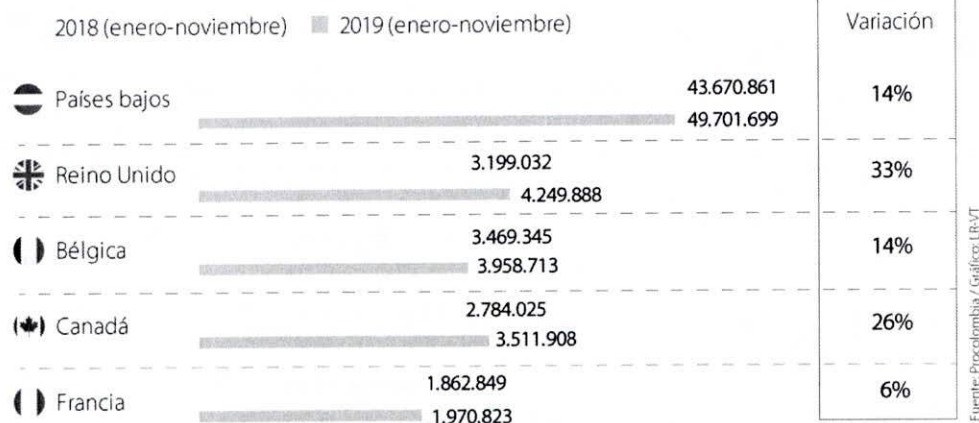 2018 (enero-noviembre) 2019 (enero-noviembre) Variación
43.670.861
Países bajos 14%
49.701.699
3.199.032
Reino Unido 33%
4.249.888
3.469.345
Bélgica 14%
3.958.713
2.784.025
Canadá 26%
3.511.908
1.862.849
Francia 6%
1.970.823
Fuente: Procolombia / Gráfico: LR-VT